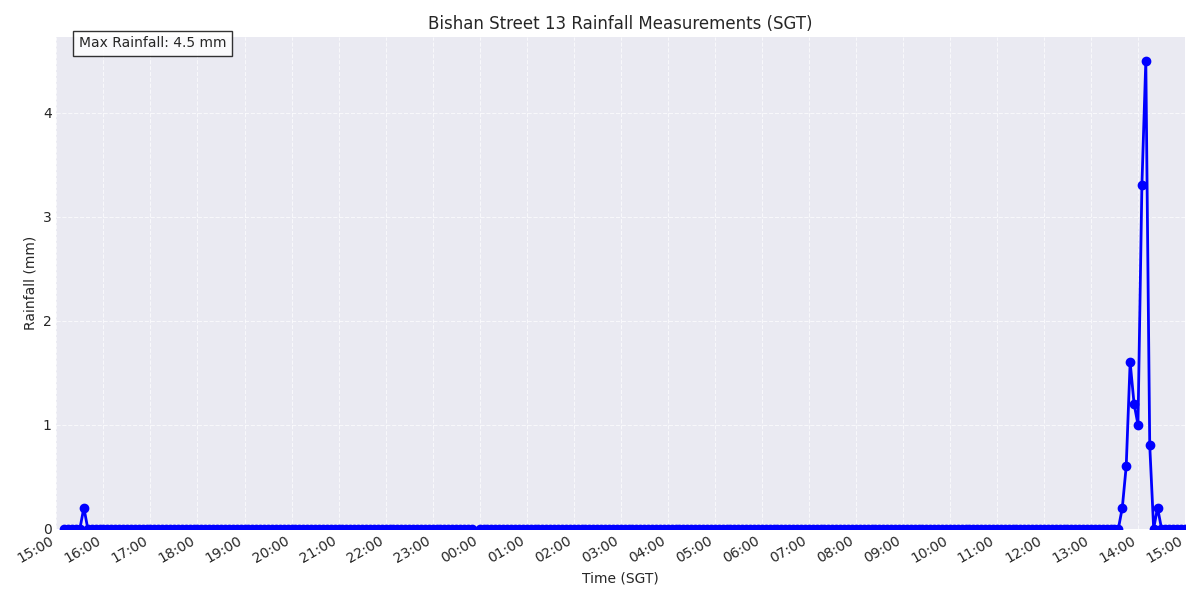 Bishan Street 13 Rainfall Measurements (SGT)
Max Rainfall: 4.5 mm
Rainfall (mm)
4
3
2
1
0
15:00 16:00 17:00 18:00 19:00 20:00 21:00 22:00 23:00 00:00 01:00 02:00 03:00 04:00 05:00 06:00 07:00 08:00 09:00 10:00 11:00 12:00 13:00 14:00 15:00
Time (SGT)